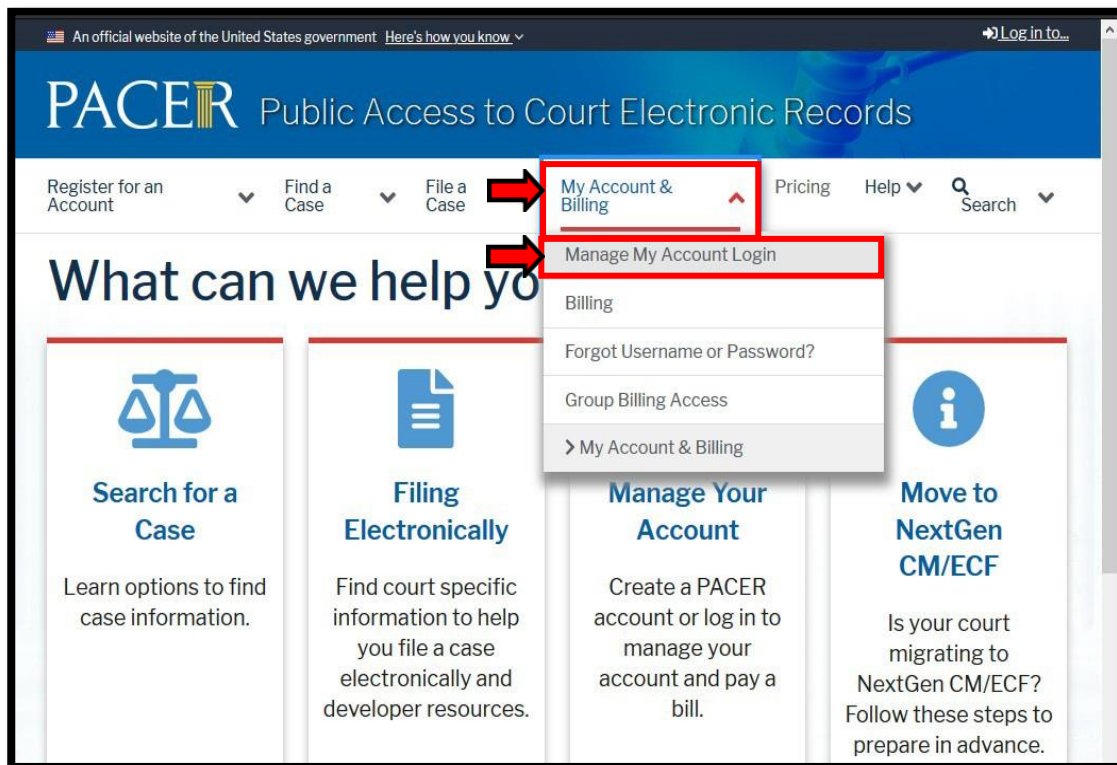 An official website of the United States government Here's how you know
Log in to...
PACER Public Access to Court Electronic Records
Register for an
Account
Find a
Case
File a
Case
My Account &
Billing
Pricing
Help
Search
Manage My Account Login
Billing
Forgot Username or Password?
Group Billing Access
My Account & Billing
What can we help yo
Search for a
Case
Learn options to find
case information.
Filing
Electronically
Find court specific
information to help
you file a case
electronically and
developer resources.
Manage Your
Account
Create a PACER
account or log in to
manage your
account and pay a
bill.
Move to
NextGen
CM/ECF
Is your court
migrating to
NextGen CM/ECF?
Follow these steps to
prepare in advance.